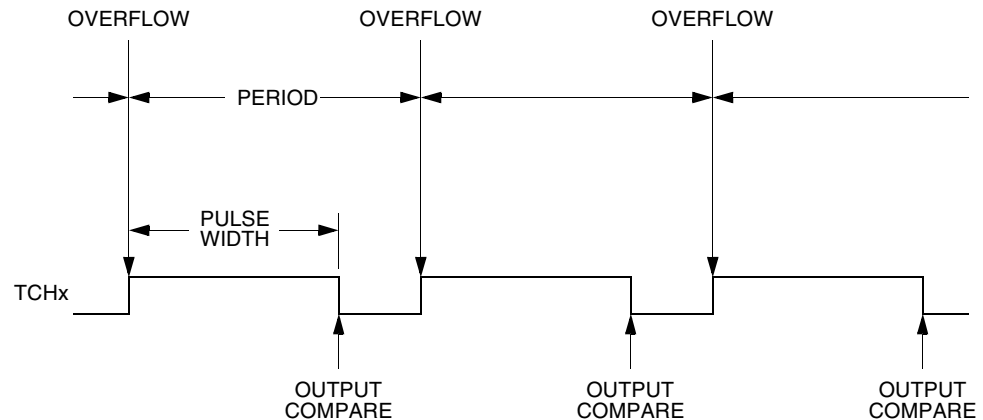 OVERFLOW
OVERFLOW
OVERFLOW
PERIOD
PULSE
WIDTH
TCHx
OUTPUT
COMPARE
OUTPUT
COMPARE
OUTPUT
COMPARE